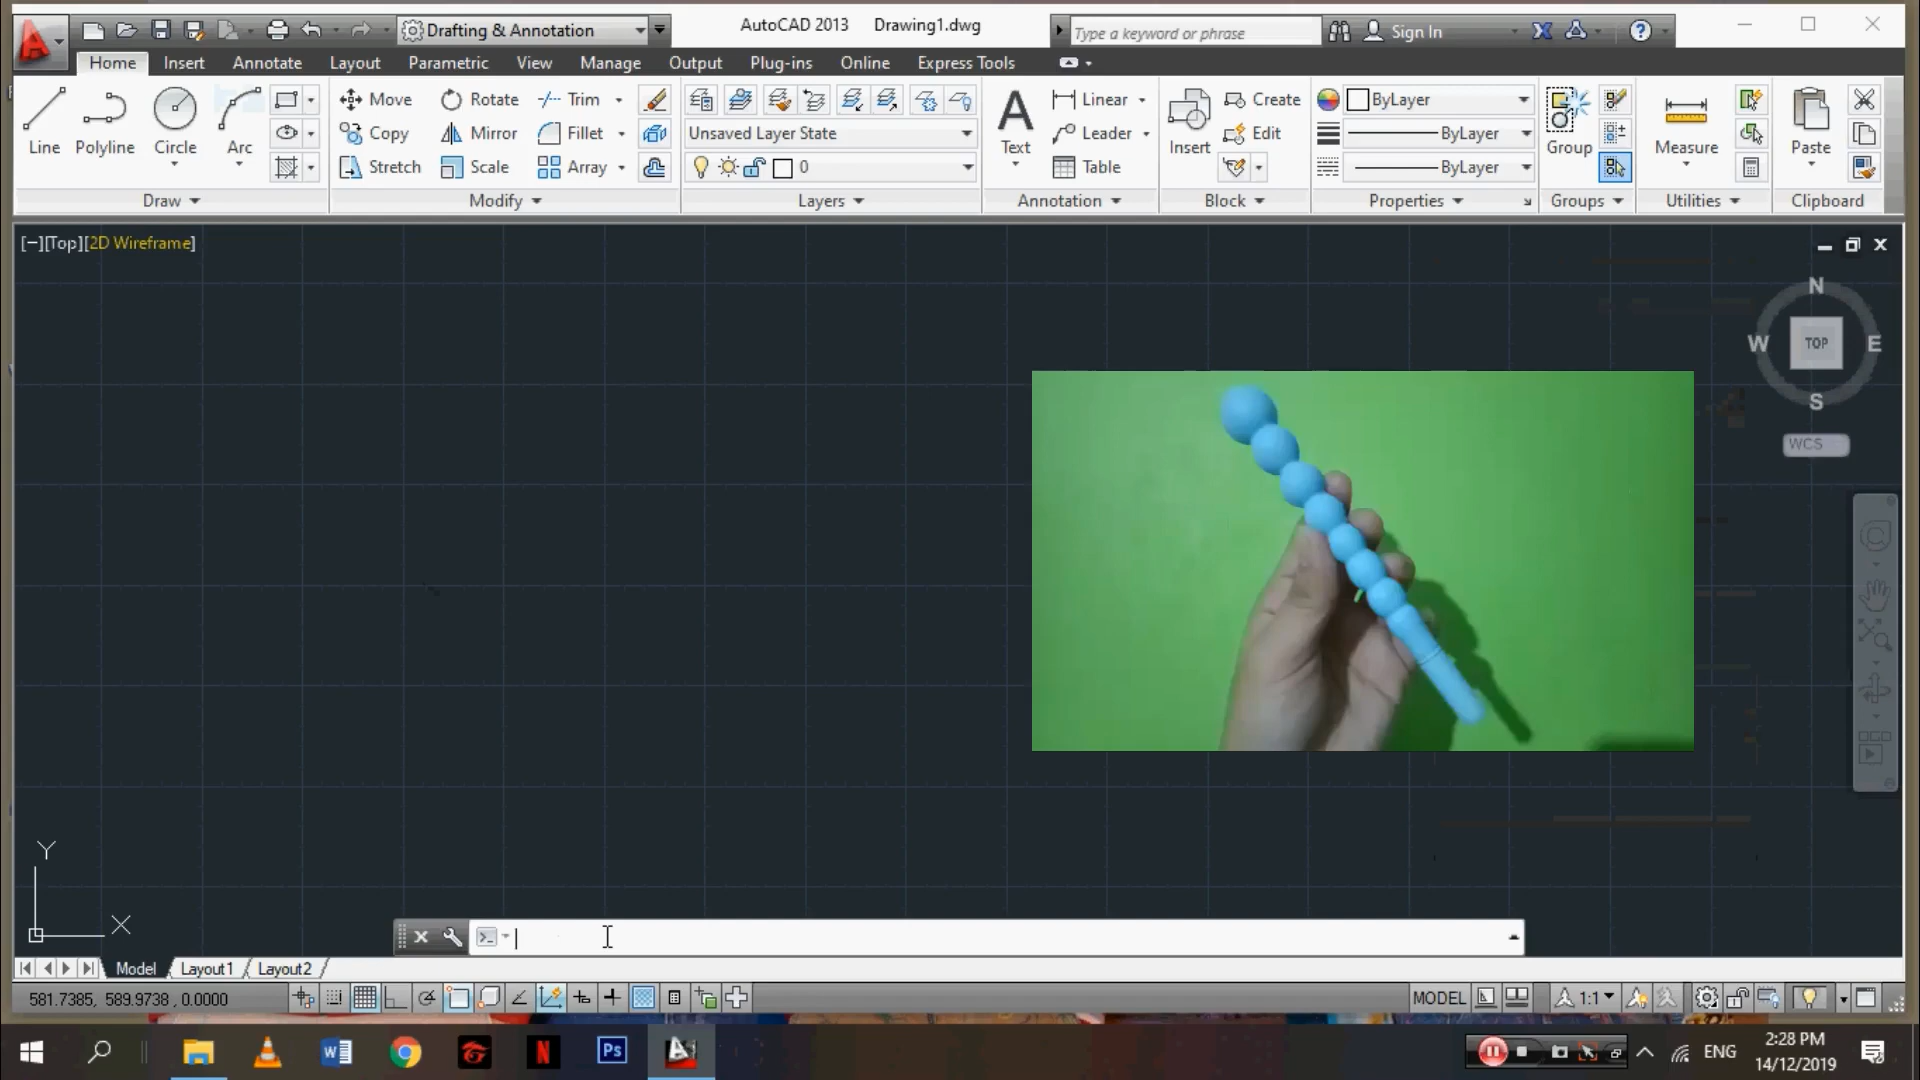 Drafting & Annotation
AutoCAD 2013 Drawing1.dwg
Type a keyword or phrase
Sign In
Home Insert Annotate Layout Parametric View Manage Output Plug-ins Online Express Tools
Line Polyline Circle Arc
Move Rotate Trim
Copy Mirror Fillet
Stretch Scale Array
Unsaved Layer State
0
Text
Linear
Leader
Table
Insert
Create
Edit
ByLayer
ByLayer
ByLayer
Group
Measure
Paste
Draw Modify Layers Annotation Block Properties Groups Utilities Clipboard
[−][Top][2D Wireframe]
N
W TOP E
S
WCS
Y
X
Model Layout1 Layout2
581.7385, 589.9738 , 0.0000
MODEL
1:1
W
N
Ps
ENG
2:28 PM
14/12/2019